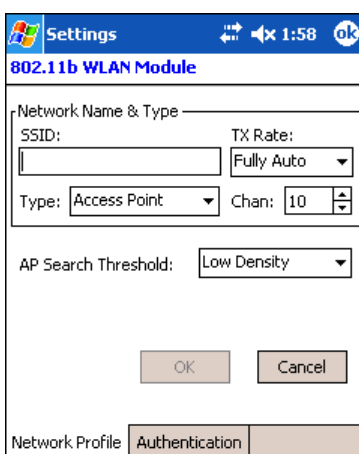 Settings 1:58 ok
802.11b WLAN Module
Network Name & Type
SSID: TX Rate:
Fully Auto
Type: Access Point Chan: 10
AP Search Threshold: Low Density
OK Cancel
Network Profile Authentication